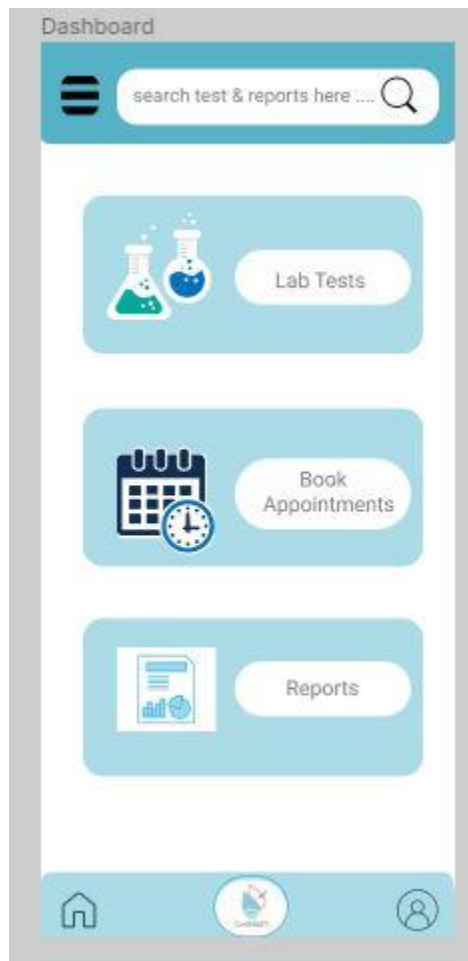 Dashboard
search test & reports here ....
Lab Tests
Book
Appointments
Reports